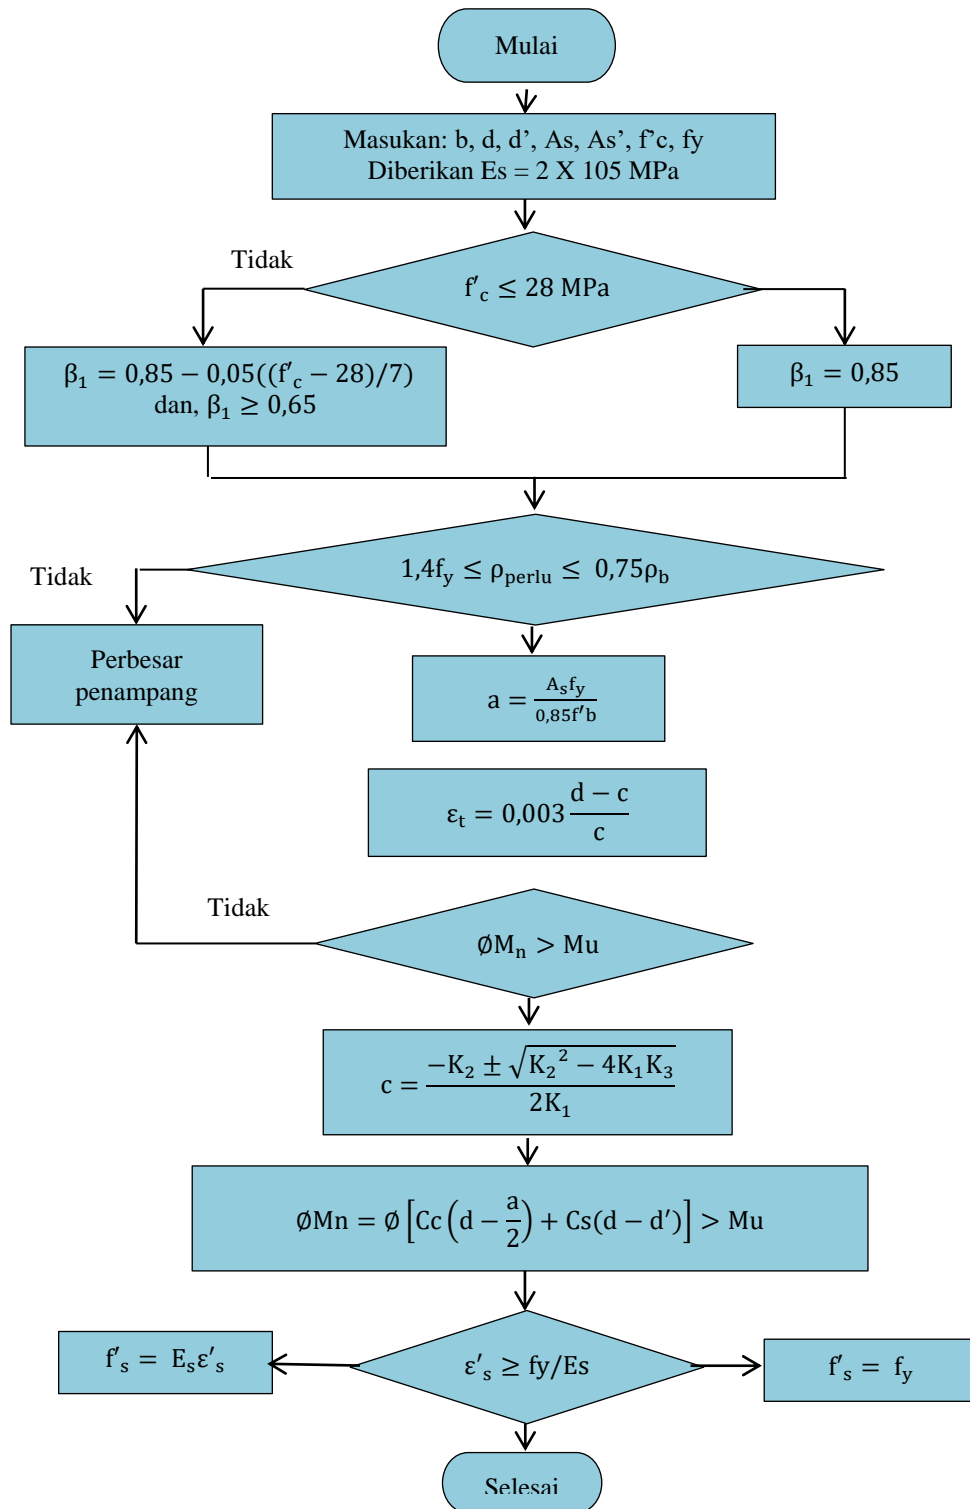 Mulai
Masukan: b, d, d’, As, As’, f’c, fy
Diberikan Es = 2 X 105 MPa
Tidak
f′c ≤ 28 MPa
β₁ = 0,85 − 0,05((f′c − 28)/7)
dan, β₁ ≥ 0,65
β₁ = 0,85
Tidak
1,4fy ≤ ρperlu ≤ 0,75ρb
Perbesar
penampang
a = Asfy / 0,85f′b
εt = 0,003 (d − c)/c
Tidak
∅Mn > Mu
c = (−K₂ ± √(K₂² − 4K₁K₃)) / 2K₁
∅Mn = ∅ [Cc (d − a/2) + Cs(d − d′)] > Mu
f′s = Esε′s
ε′s ≥ fy/Es
f′s = fy
Selesai